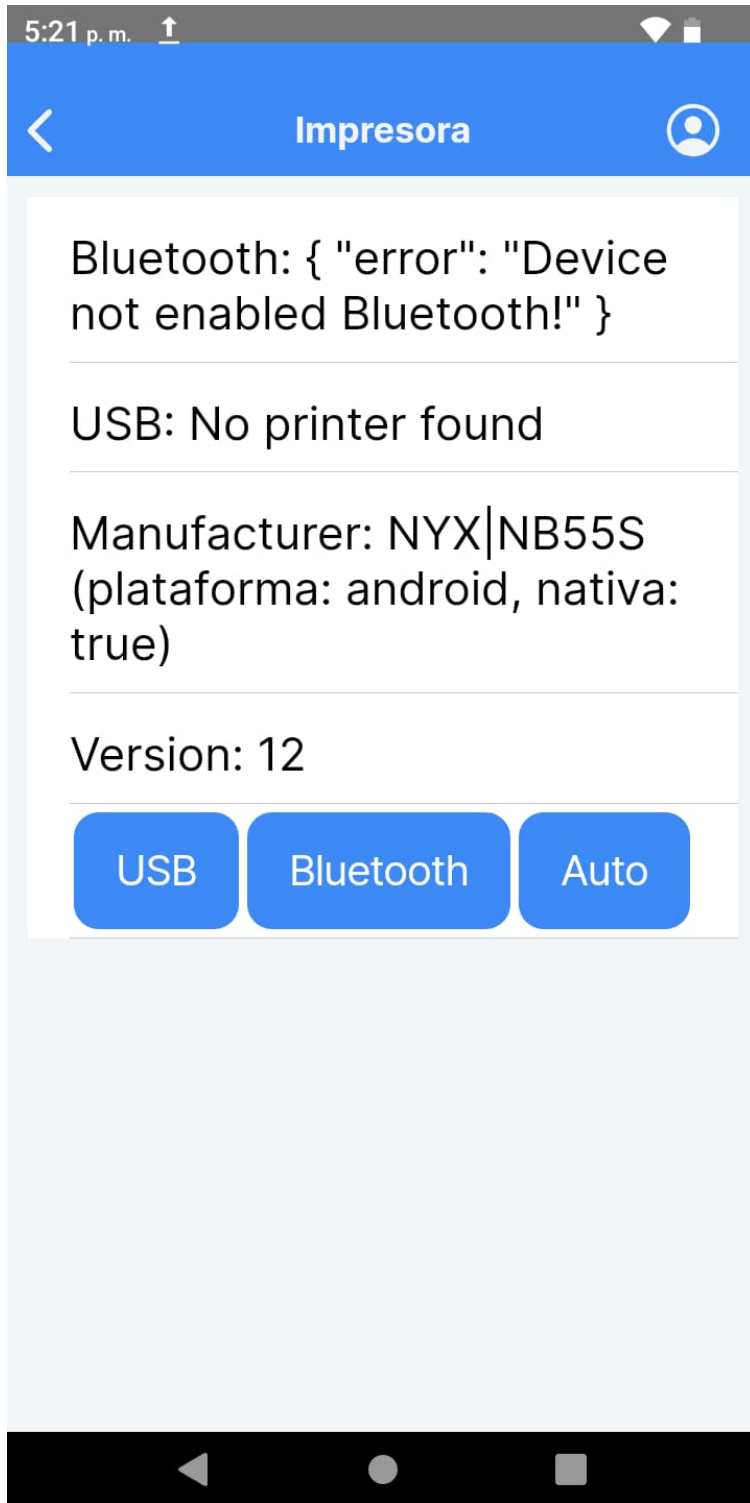 5:21 p. m.
Impresora
Bluetooth: { "error": "Device
not enabled Bluetooth!" }
USB: No printer found
Manufacturer: NYX|NB55S
(plataforma: android, nativa:
true)
Version: 12
USB Bluetooth Auto